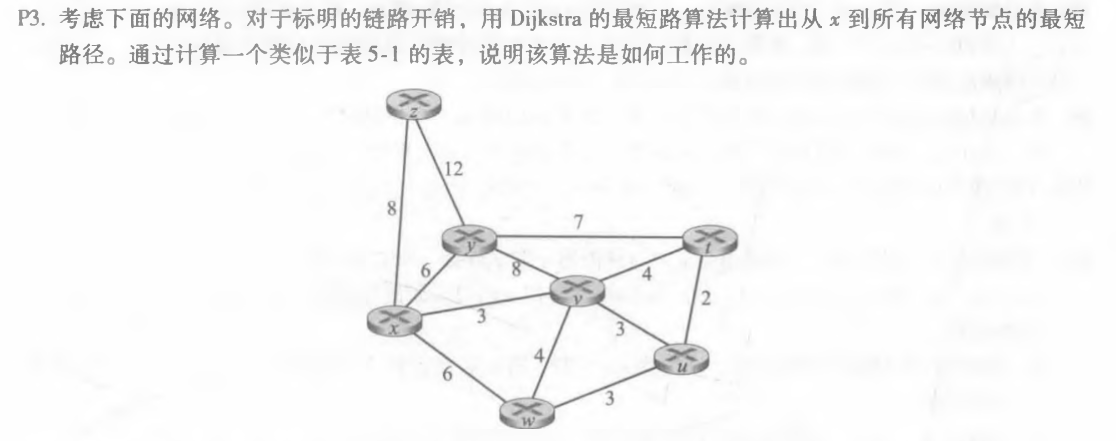 P3. 考虑下面的网络。对于标明的链路开销，用 Dijkstra 的最短路算法计算出从 x 到所有网络节点的最短
路径。通过计算一个类似于表 5-1 的表，说明该算法是如何工作的。
z
12
8
7
y
t
6
8
4
v
3
2
x
3
4
u
6
3
w